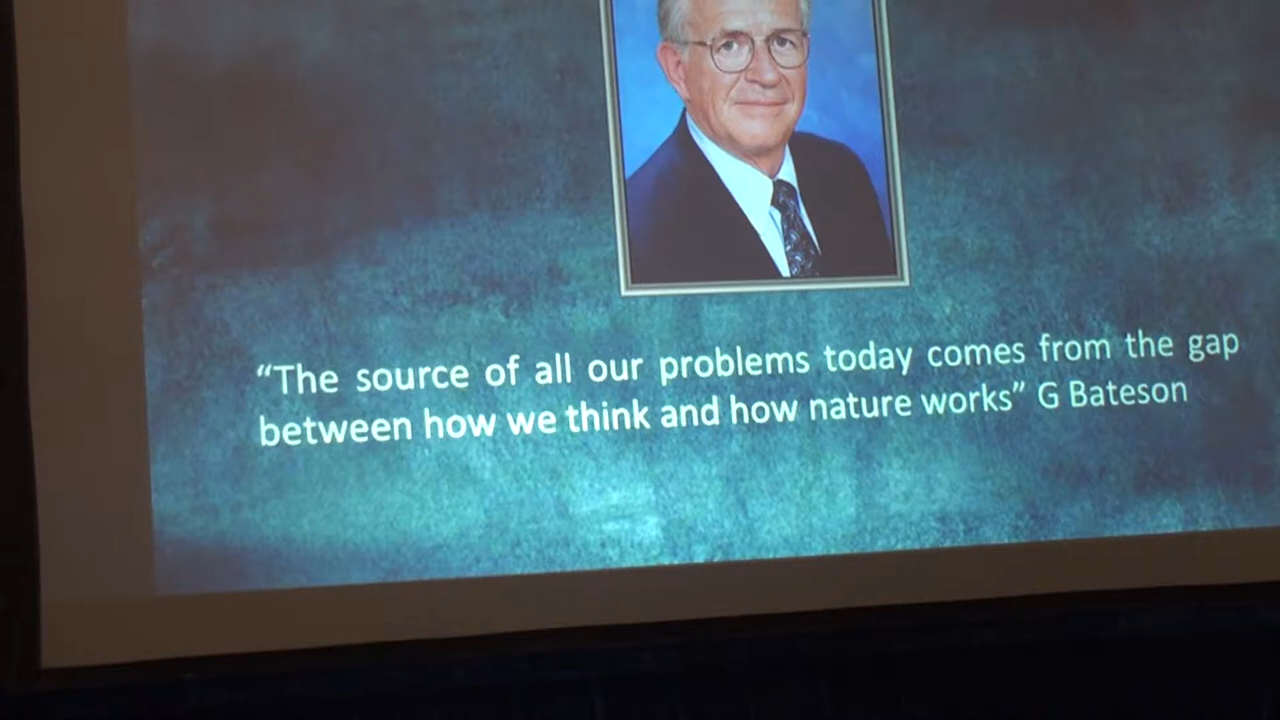 “The source of all our problems today comes from the gap
between how we think and how nature works” G Bateson